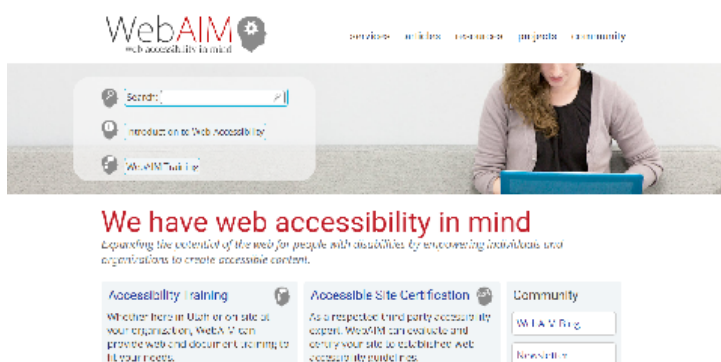 WebAIM
web accessibility in mind
services articles resources projects community
Search:
Introduction to Web Accessibility
WebAIM Training
We have web accessibility in mind
Expanding the potential of the web for people with disabilities by empowering individuals and
organizations to create accessible content.
Accessibility Training
Whether here in Utah or on-site at
your organization, WebAIM can
provide web and document training to
fit your needs.
Accessible Site Certification
As a respected third-party accessibility
expert, WebAIM can evaluate and
certify your site to established web
accessibility guidelines.
Community
WebAIM Blog
Newsletter